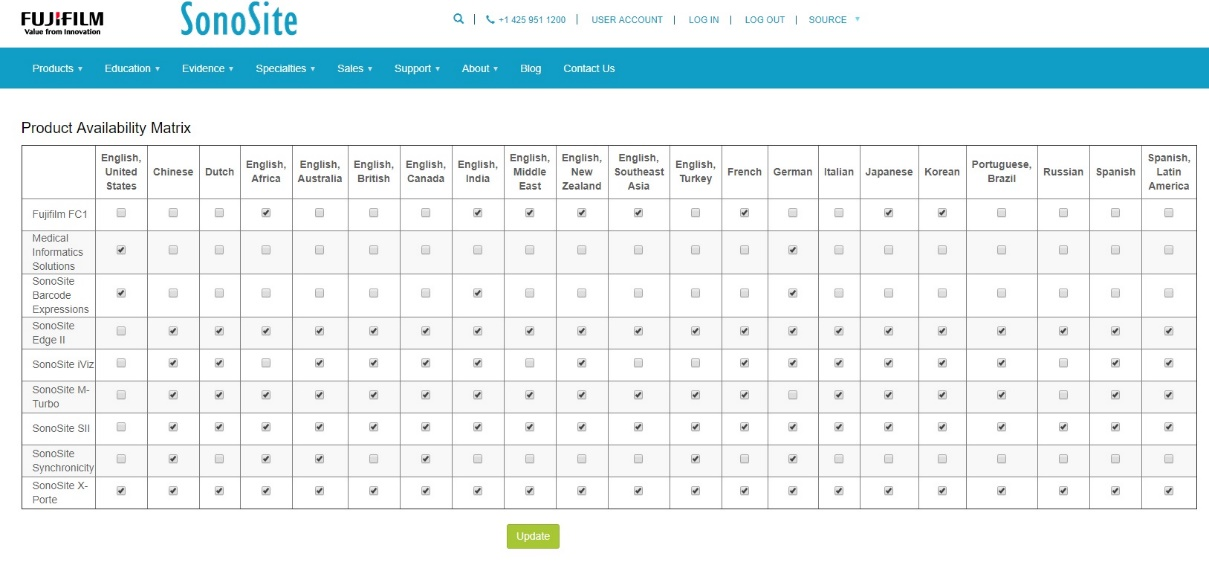 FUJIFILM
Value from Innovation
SonoSite
+1 425 951 1200 | USER ACCOUNT | LOG IN | LOG OUT | SOURCE
Products Education Evidence Specialties Sales Support About Blog Contact Us
Product Availability Matrix
English, United States Chinese Dutch English, Africa English, Australia English, British English, Canada English, India English, Middle East English, New Zealand English, Southeast Asia English, Turkey French German Italian Japanese Korean Portuguese, Brazil Russian Spanish Spanish, Latin America
Fujifilm FC1
Medical
Informatics
Solutions
SonoSite
Barcode
Expressions
SonoSite
Edge II
SonoSite iViz
SonoSite M-
Turbo
SonoSite SII
SonoSite
Synchronicity
SonoSite X-
Porte
Update